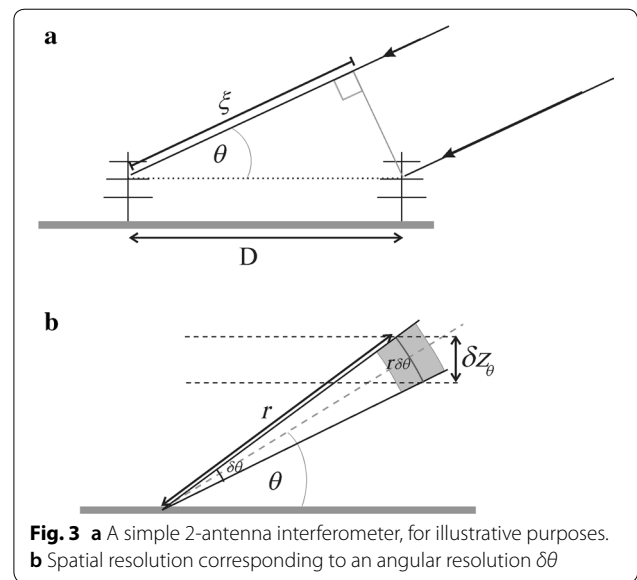 a
ξ
θ
D
b
rδθ
δz_θ
r
δθ
θ
Fig. 3 a A simple 2-antenna interferometer, for illustrative purposes.
b Spatial resolution corresponding to an angular resolution δθ